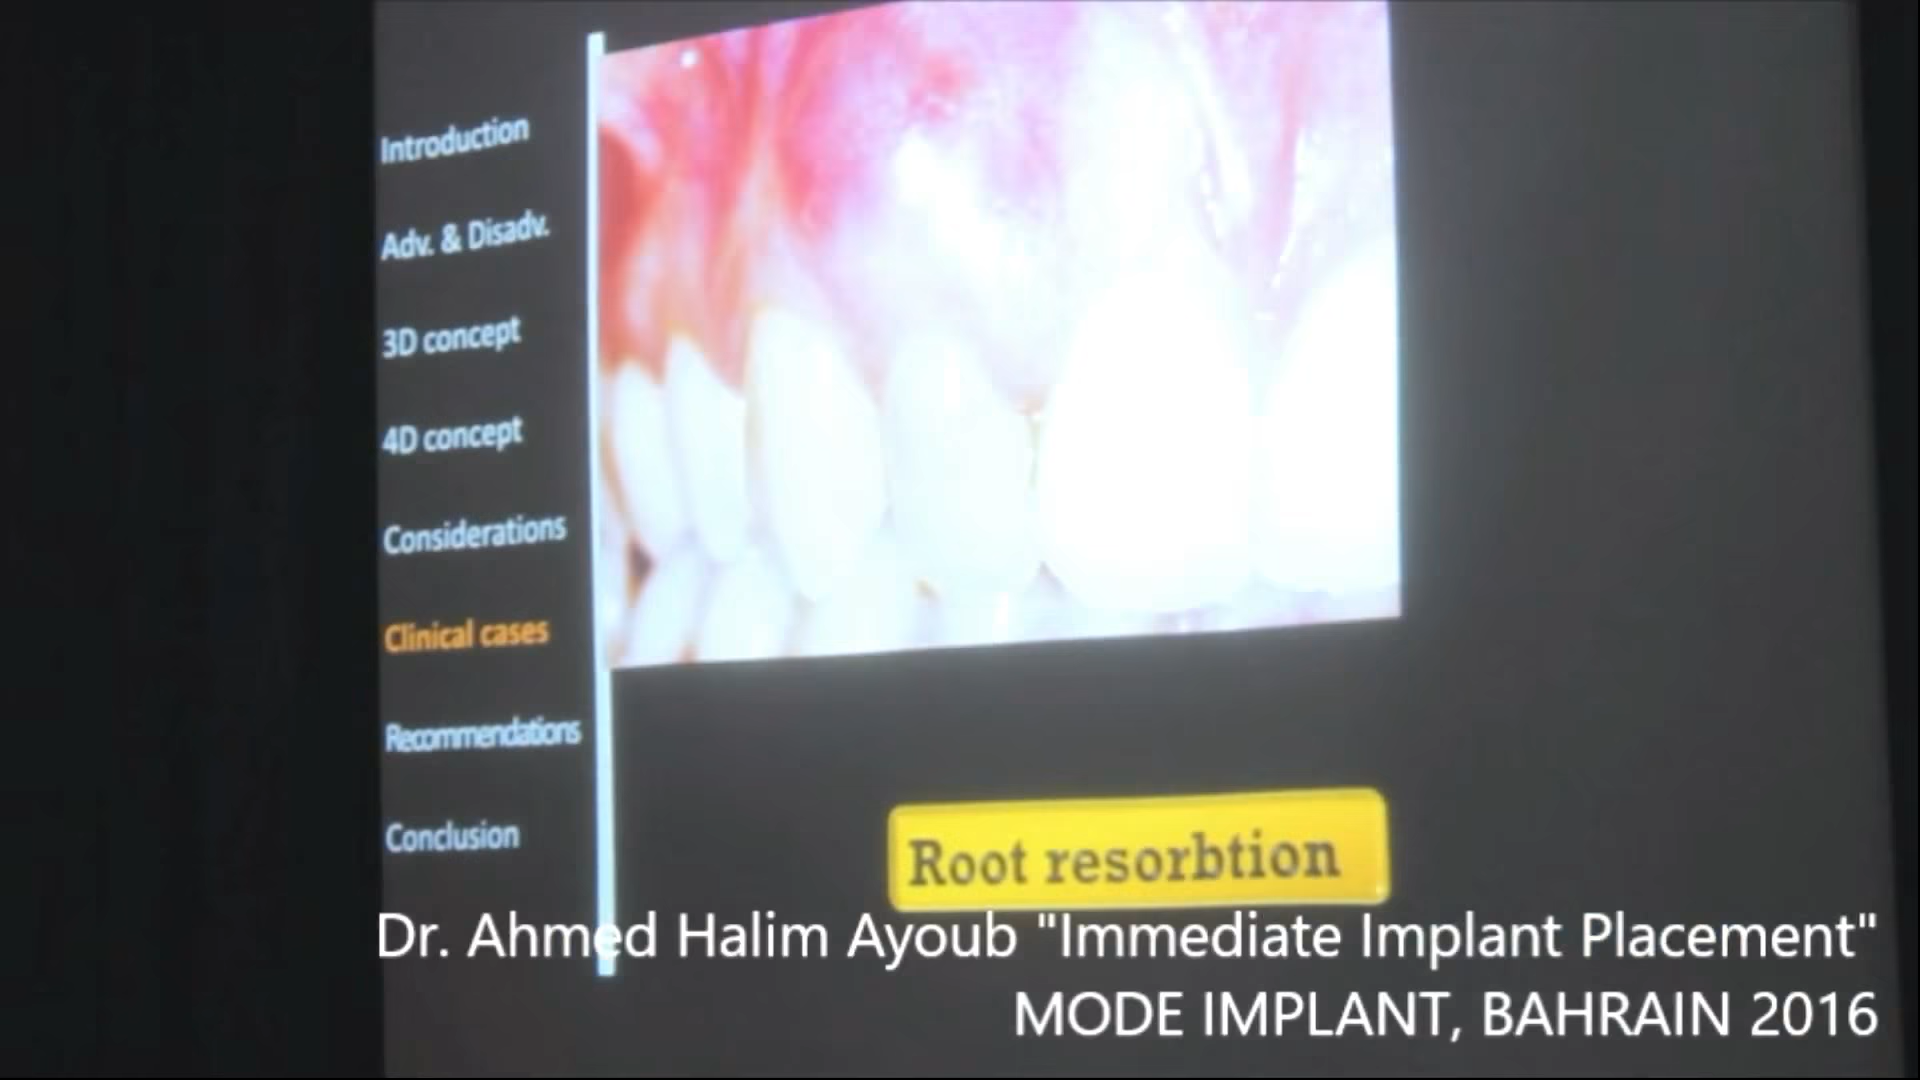 Introduction
Adv. & Disadv.
3D concept
4D concept
Considerations
Clinical cases
Recommendations
Conclusion
Root resorbtion
Dr. Ahmed Halim Ayoub "Immediate Implant Placement"
MODE IMPLANT, BAHRAIN 2016